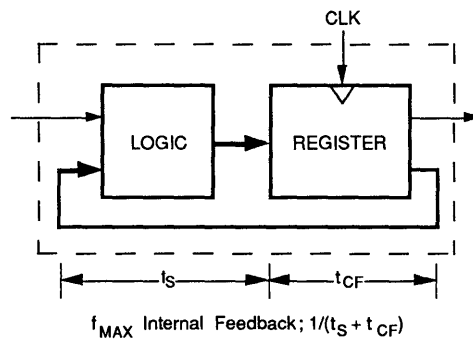 CLK
LOGIC
REGISTER
tS
tCF
fMAX Internal Feedback; 1/(tS + tCF)